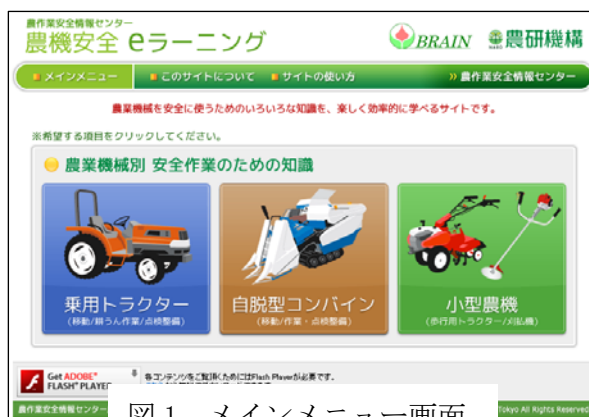 農作業安全情報センター
農機安全 eラーニング
BRAIN 農研機構
メインメニュー このサイトについて サイトの使い方 » 農作業安全情報センター
農業機械を安全に使うためのいろいろな知識を、楽しく効率的に学べるサイトです。
※希望する項目をクリックしてください。
農業機械別 安全作業のための知識
乗用トラクター
(移動/耕うん作業/点検整備)
自脱型コンバイン
(移動/作業・点検整備)
小型農機
(歩行用トラクター/刈払機)
Get ADOBE®
FLASH® PLAYER
各コンテンツをご覧頂くためにはFlash Playerが必要です。
農作業安全情報センター
Tokyo All Rights Reserved
図1 メインメニュー画面